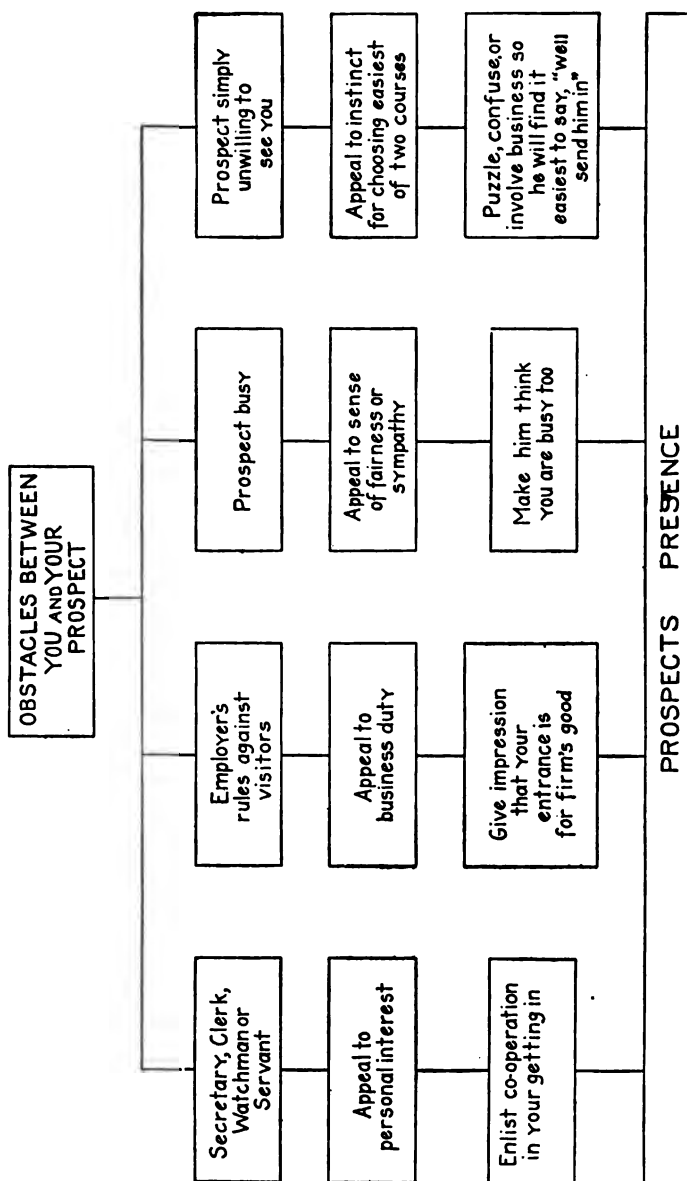 OBSTACLES BETWEEN
YOU AND YOUR
PROSPECT
Secretary, Clerk,
Watchman or
Servant
Employer's
rules against
visitors
Prospect busy
Prospect simply
unwilling to
see you
Appeal to
personal interest
Appeal to
business duty
Appeal to sense
of fairness or
sympathy
Appeal to instinct
for choosing easiest
of two courses
Enlist co-operation
in your getting in
Give impression
that your
entrance is
for firm's good
Make him think
you are busy too
Puzzle, confuse, or
involve business so
he will find it
easiest to say, "well
send him in"
PROSPECTS PRESENCE